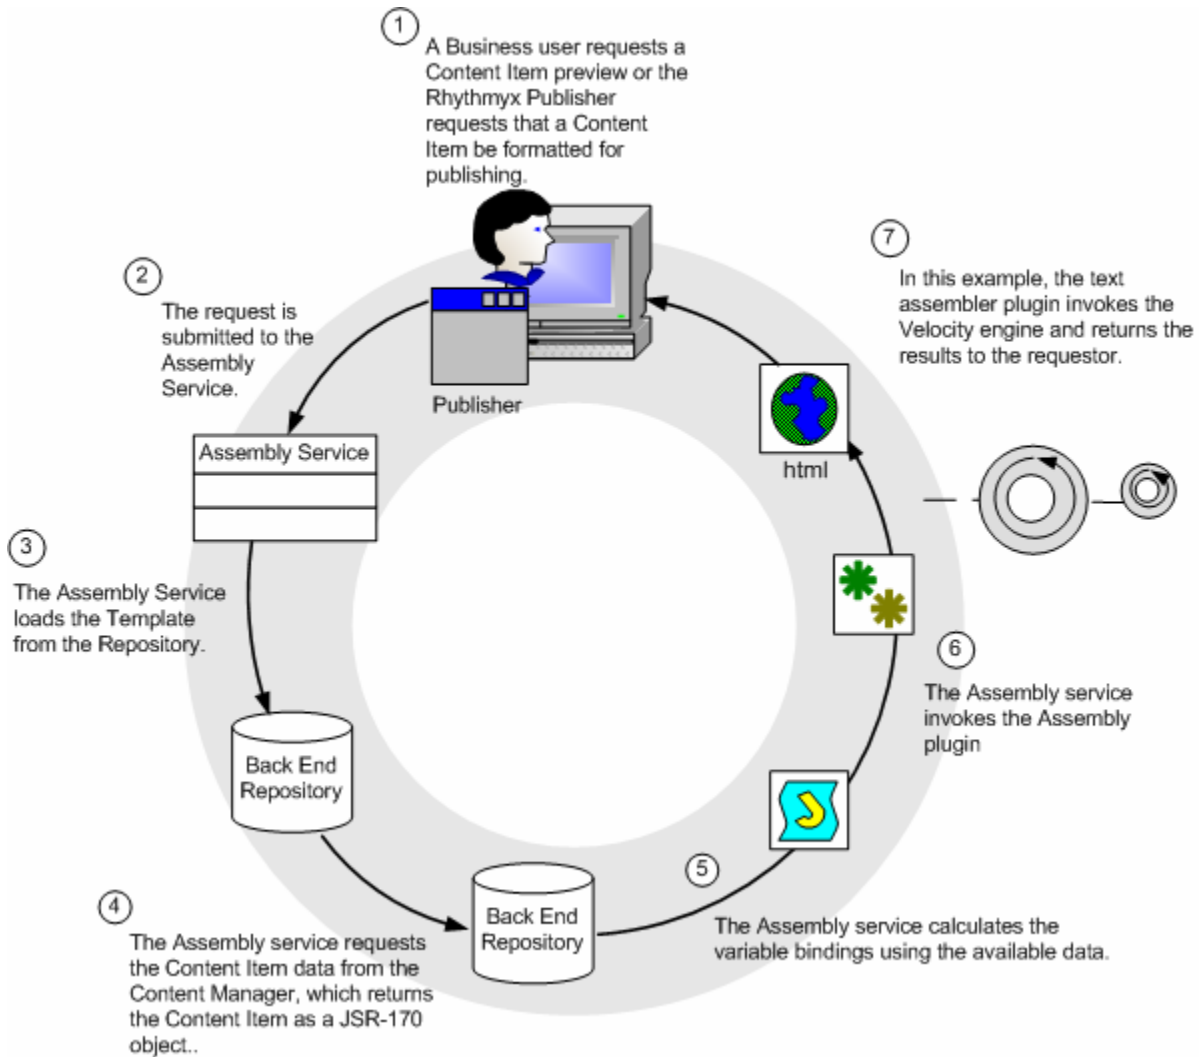 1
A Business user requests a
Content Item preview or the
Rhythmyx Publisher
requests that a Content
Item be formatted for
publishing.
2
The request is
submitted to the
Assembly
Service.
Publisher
7
In this example, the text
assembler plugin invokes the
Velocity engine and returns the
results to the requestor.
html
Assembly Service
3
The Assembly Service
loads the Template
from the Repository.
6
The Assembly service
invokes the Assembly
plugin
Back End
Repository
4
The Assembly service requests
the Content Item data from the
Content Manager, which returns
the Content Item as a JSR-170
object..
Back End
Repository
5
The Assembly service calculates the
variable bindings using the available data.